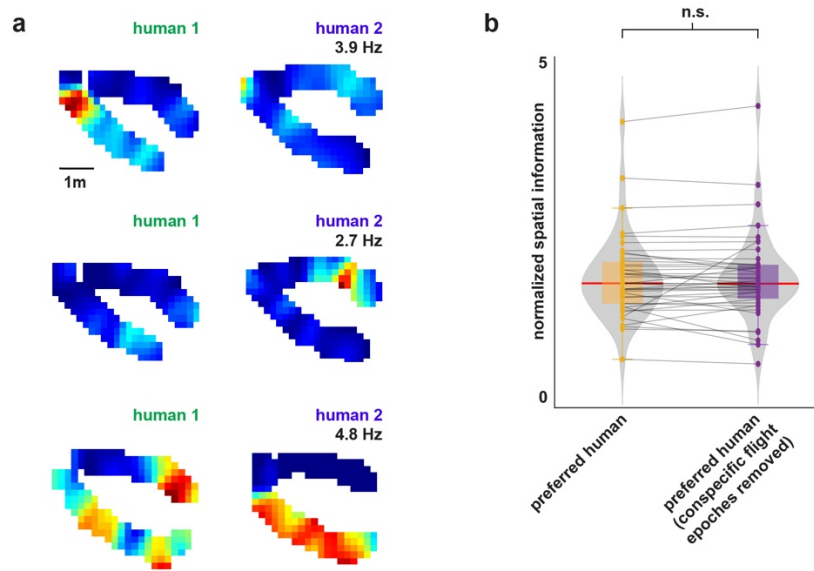 a
human 1
human 2
3.9 Hz
1m
human 1
human 2
2.7 Hz
human 1
human 2
4.8 Hz
b
n.s.
5
normalized spatial information
0
preferred human
preferred human
(conspecific flight
epoches removed)